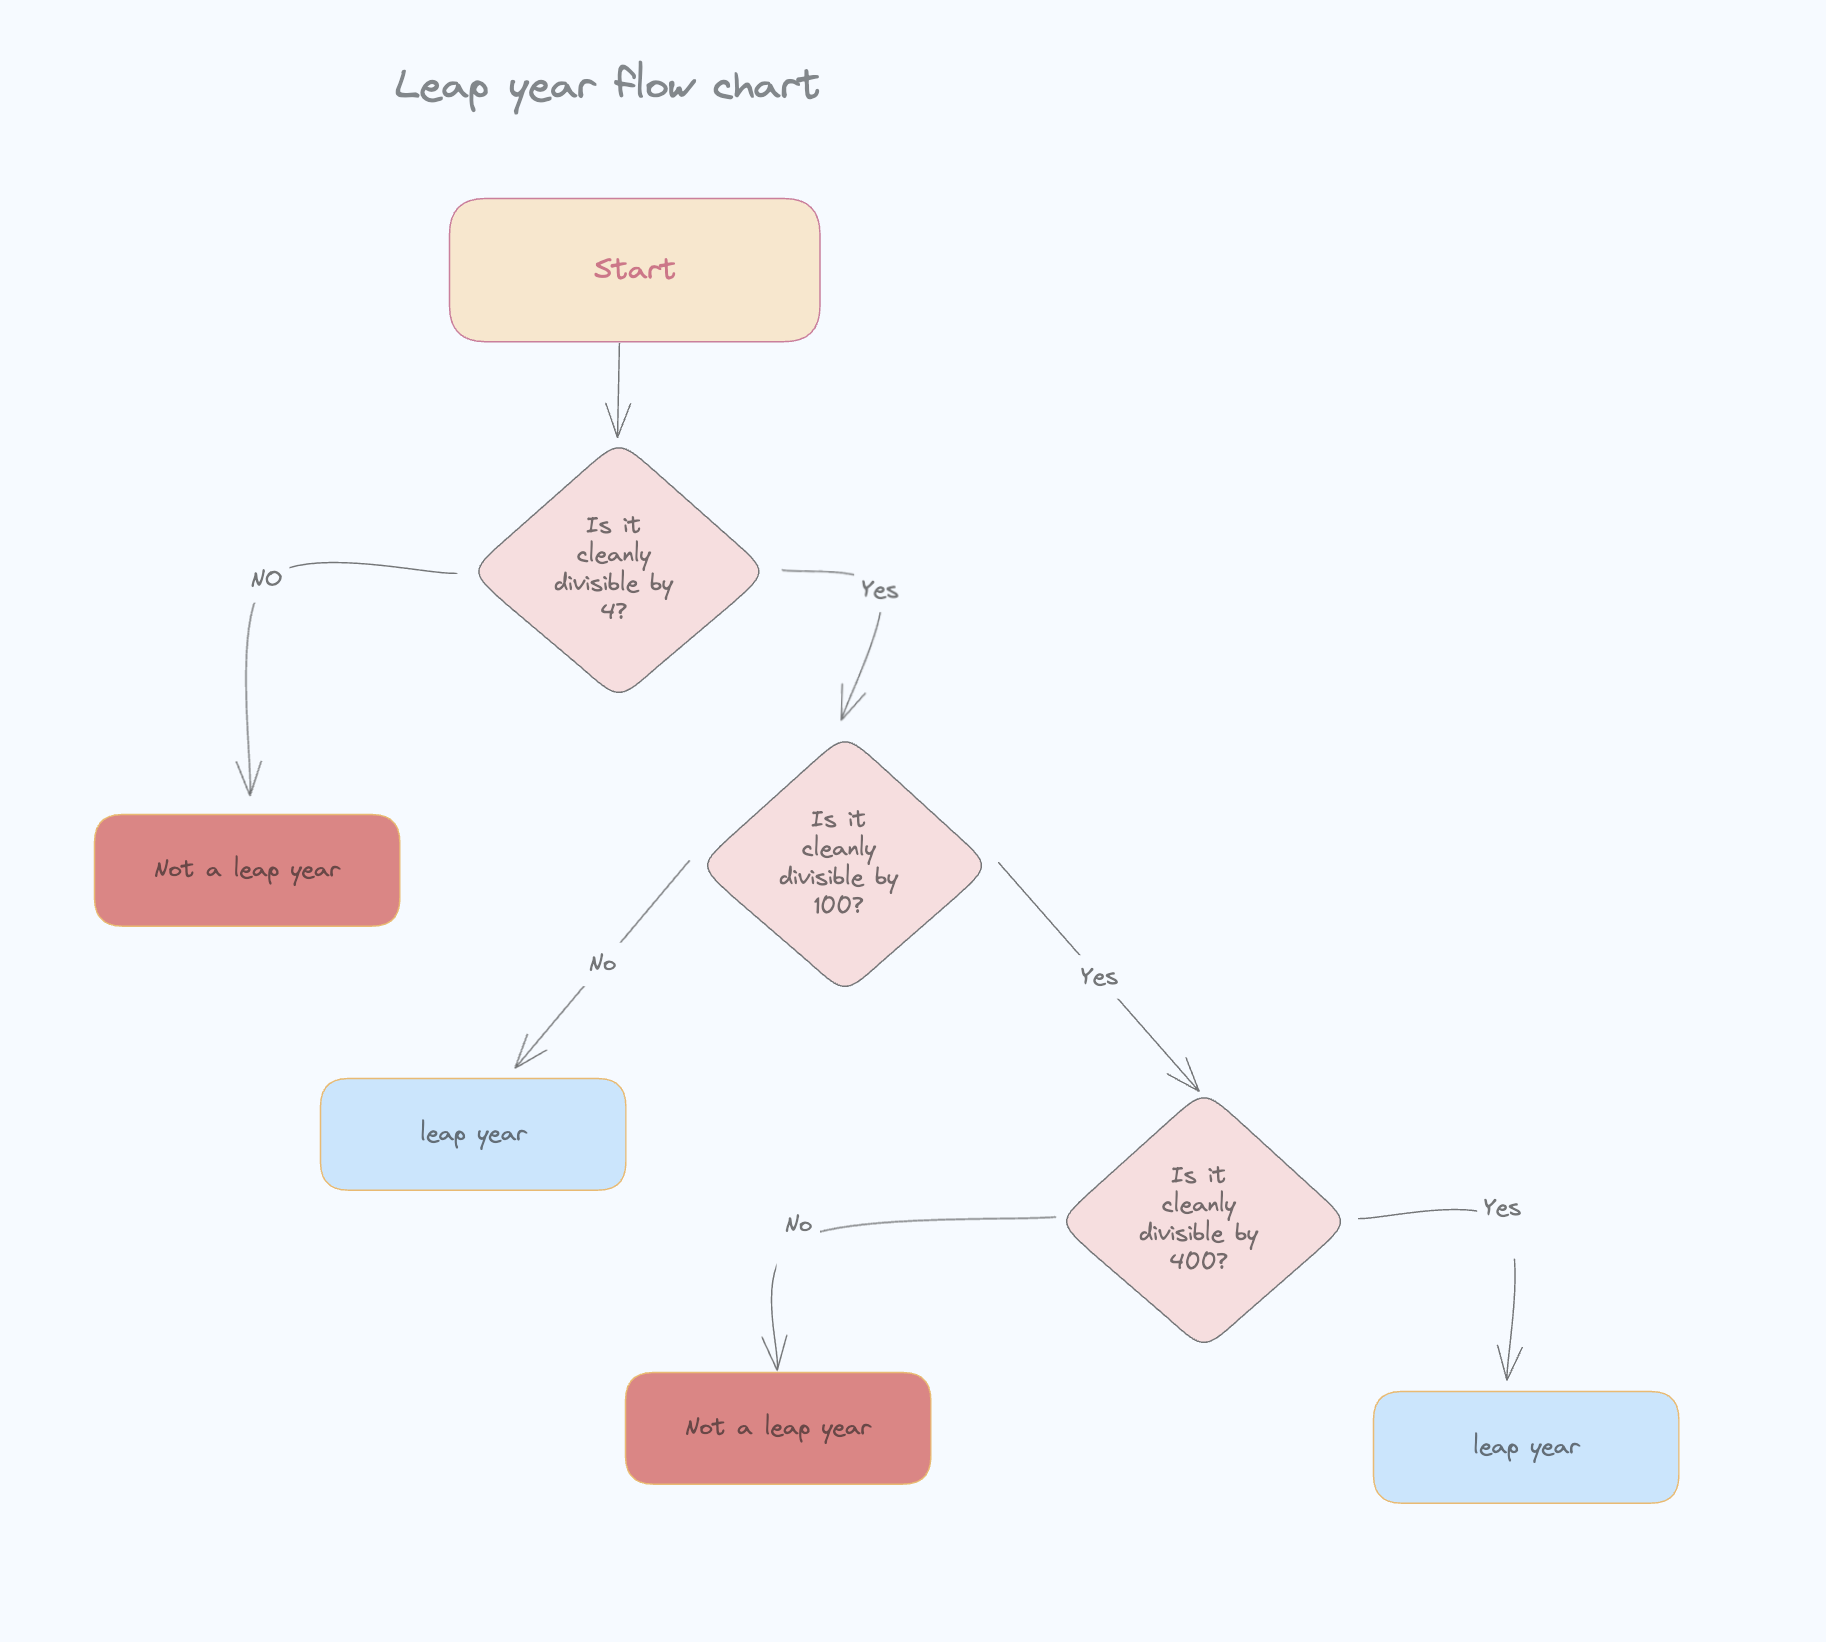 Leap year flow chart
Start
Is it
cleanly
divisible by
4?
NO
Yes
Is it
cleanly
divisible by
100?
Not a leap year
No
Yes
leap year
Is it
cleanly
divisible by
400?
No
Yes
Not a leap year
leap year